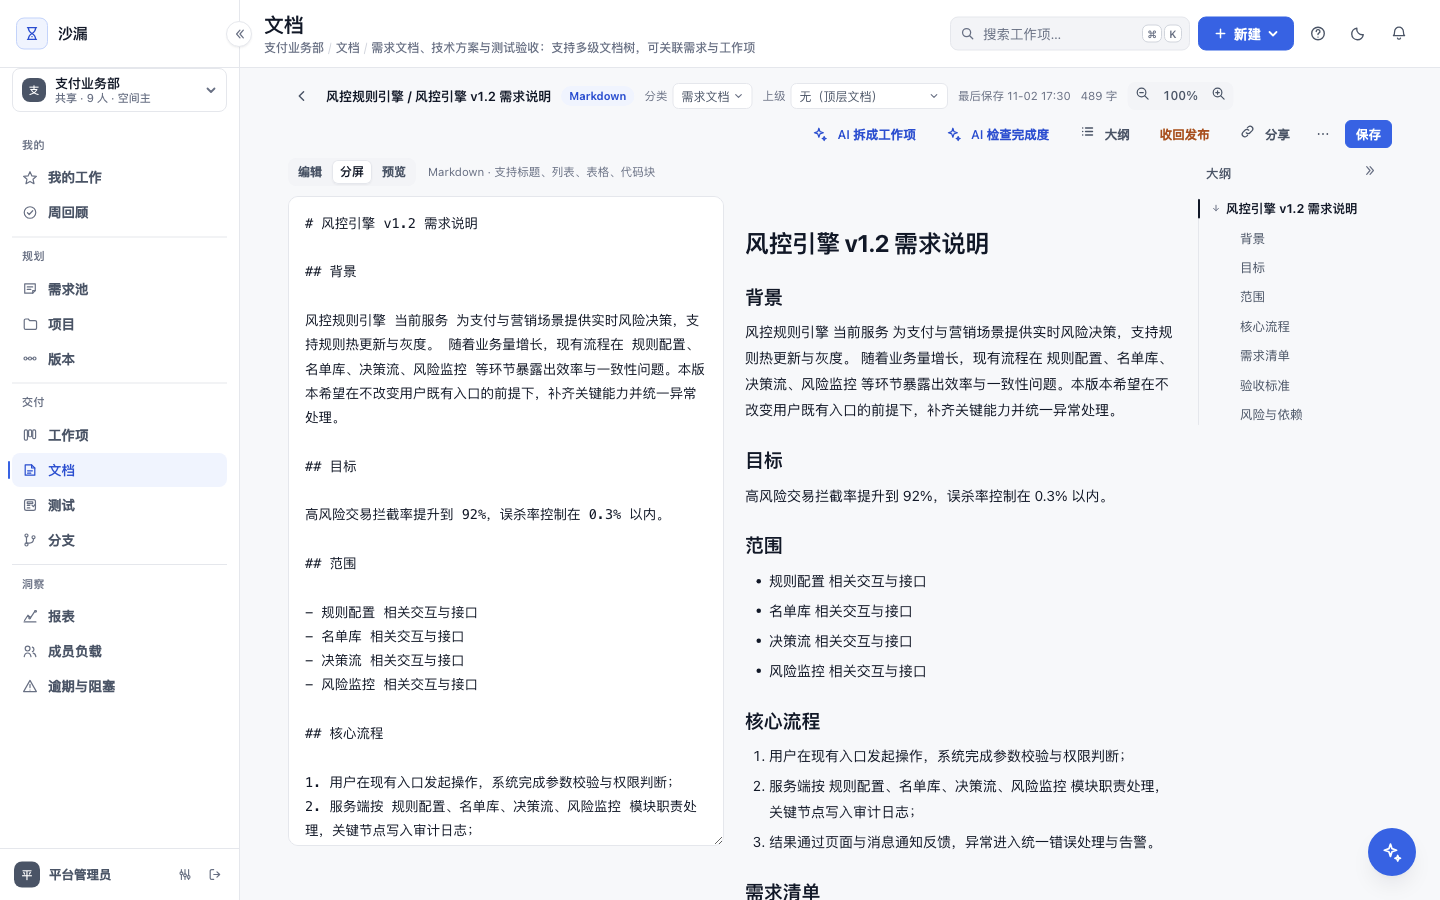 沙漏
文档
支付业务部 / 文档 / 需求文档、技术方案与测试验收：支持多级文档树，可关联需求与工作项
搜索工作项...
⌘ K
新建
支
支付业务部
共享 · 9 人 · 空间主
我的
我的工作
周回顾
规划
需求池
项目
版本
交付
工作项
文档
测试
分支
洞察
报表
成员负载
逾期与阻塞
平
平台管理员
风控规则引擎 / 风控引擎 v1.2 需求说明
Markdown
分类
需求文档
上级
无（顶层文档）
最后保存 11-02 17:30
489 字
100%
AI 拆成工作项
AI 检查完成度
大纲
收回发布
分享
···
保存
编辑
分屏
预览
Markdown · 支持标题、列表、表格、代码块
# 风控引擎 v1.2 需求说明
## 背景
风控规则引擎 当前服务 为支付与营销场景提供实时风险决策，支
持规则热更新与灰度。 随着业务量增长，现有流程在 规则配置、
名单库、决策流、风险监控 等环节暴露出效率与一致性问题。本版
本希望在不改变用户既有入口的前提下，补齐关键能力并统一异常
处理。
## 目标
高风险交易拦截率提升到 92%，误杀率控制在 0.3% 以内。
## 范围
- 规则配置 相关交互与接口
- 名单库 相关交互与接口
- 决策流 相关交互与接口
- 风险监控 相关交互与接口
## 核心流程
1. 用户在现有入口发起操作，系统完成参数校验与权限判断；
2. 服务端按 规则配置、名单库、决策流、风险监控 模块职责处
理，关键节点写入审计日志；
风控引擎 v1.2 需求说明
背景
风控规则引擎 当前服务 为支付与营销场景提供实时风险决策，支持规
则热更新与灰度。 随着业务量增长，现有流程在 规则配置、名单库、
决策流、风险监控 等环节暴露出效率与一致性问题。本版本希望在不
改变用户既有入口的前提下，补齐关键能力并统一异常处理。
目标
高风险交易拦截率提升到 92%，误杀率控制在 0.3% 以内。
范围
• 规则配置 相关交互与接口
• 名单库 相关交互与接口
• 决策流 相关交互与接口
• 风险监控 相关交互与接口
核心流程
1. 用户在现有入口发起操作，系统完成参数校验与权限判断；
2. 服务端按 规则配置、名单库、决策流、风险监控 模块职责处理，
关键节点写入审计日志；
3. 结果通过页面与消息通知反馈，异常进入统一错误处理与告警。
需求清单
大纲
风控引擎 v1.2 需求说明
背景
目标
范围
核心流程
需求清单
验收标准
风险与依赖